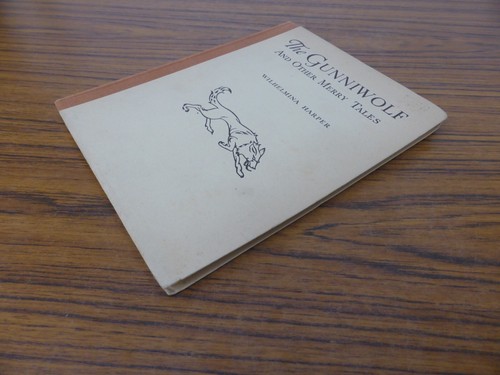 The GUNNIWOLF
AND OTHER MERRY TALES
WILHELMINA HARPER